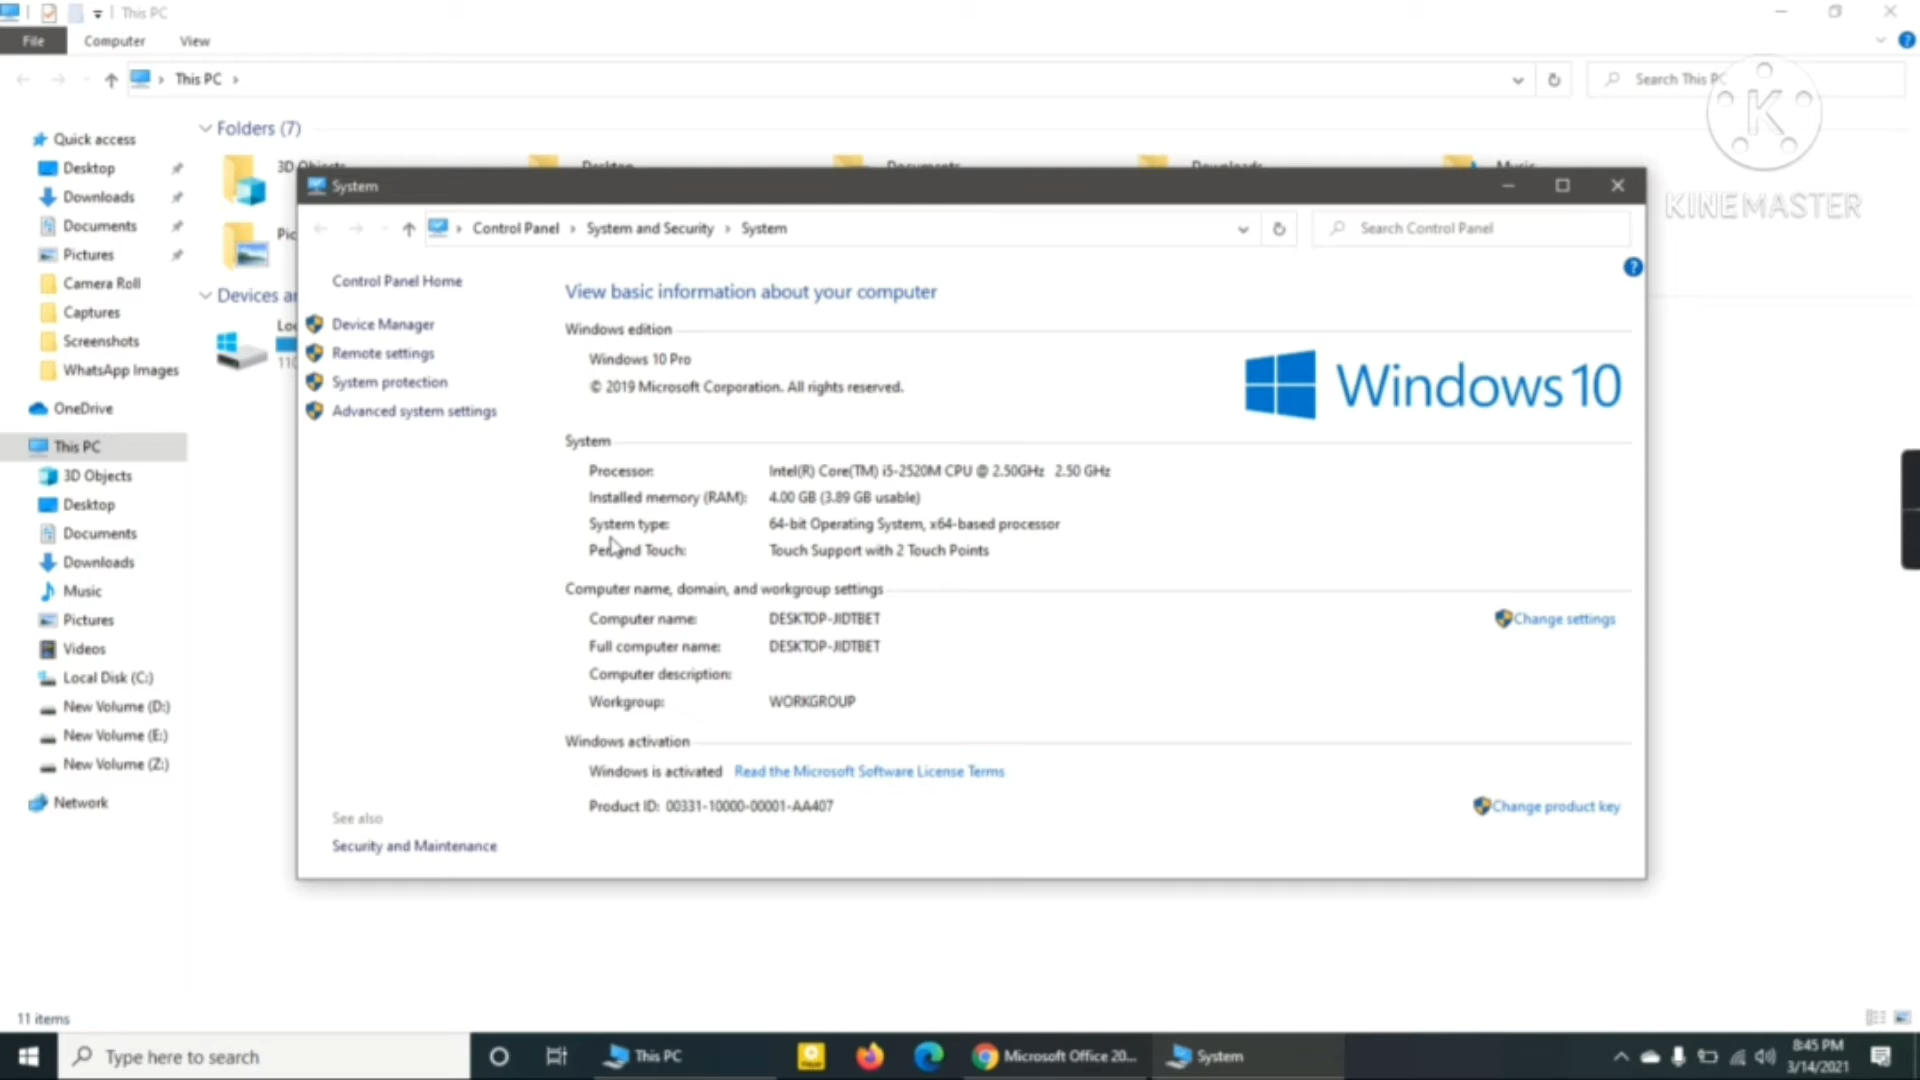 This PC
File Computer View
This PC
Search This PC
KINEMASTER
Quick access
Desktop
Downloads
Documents
Pictures
Camera Roll
Captures
Screenshots
WhatsApp Images
OneDrive
This PC
3D Objects
Desktop
Documents
Downloads
Music
Pictures
Videos
Local Disk (C:)
New Volume (D:)
New Volume (E:)
New Volume (Z:)
Network
Folders (7)
3D Objects Desktop Documents Downloads Music
System
Control Panel System and Security System
Search Control Panel
Control Panel Home
Device Manager
Remote settings
System protection
Advanced system settings
See also
Security and Maintenance
View basic information about your computer
Windows edition
Windows 10 Pro
© 2019 Microsoft Corporation. All rights reserved.
Windows 10
System
Processor: Intel(R) Core(TM) i5-2520M CPU @ 2.50GHz 2.50 GHz
Installed memory (RAM): 4.00 GB (3.89 GB usable)
System type: 64-bit Operating System, x64-based processor
Pen and Touch: Touch Support with 2 Touch Points
Computer name, domain, and workgroup settings
Computer name: DESKTOP-JIDTBET
Change settings
Full computer name: DESKTOP-JIDTBET
Computer description:
Workgroup: WORKGROUP
Windows activation
Windows is activated Read the Microsoft Software License Terms
Product ID: 00331-10000-00001-AA407
Change product key
11 items
Type here to search
This PC
Microsoft Office 20...
System
8:45 PM
3/14/2021